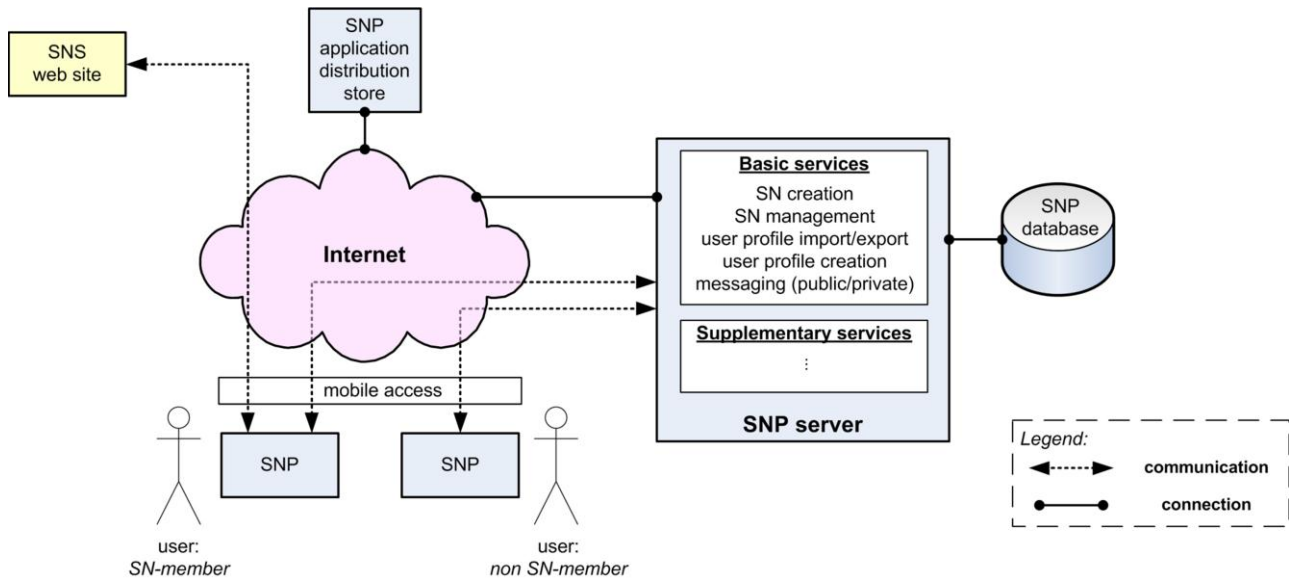 SNS
web site
SNP
application
distribution
store
Internet
Basic services
SN creation
SN management
user profile import/export
user profile creation
messaging (public/private)
Supplementary services
⋮
SNP server
SNP
database
mobile access
SNP
SNP
user:
SN-member
user:
non SN-member
Legend:
communication
connection